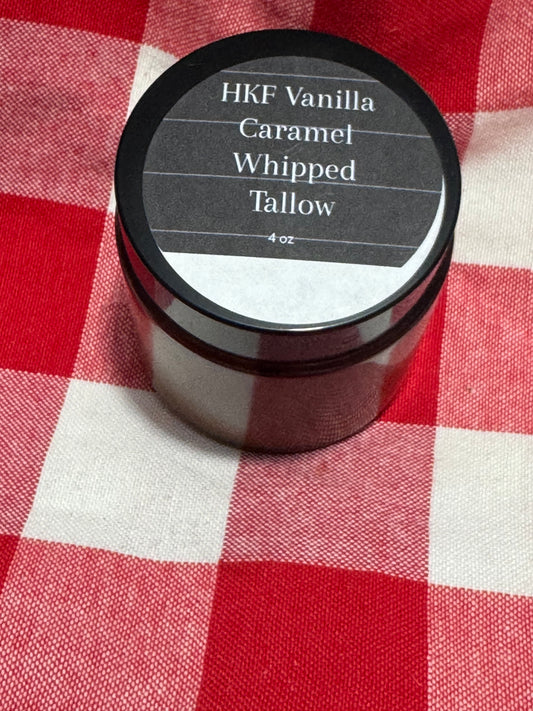 HKF Vanilla
Caramel
Whipped
Tallow
4 oz